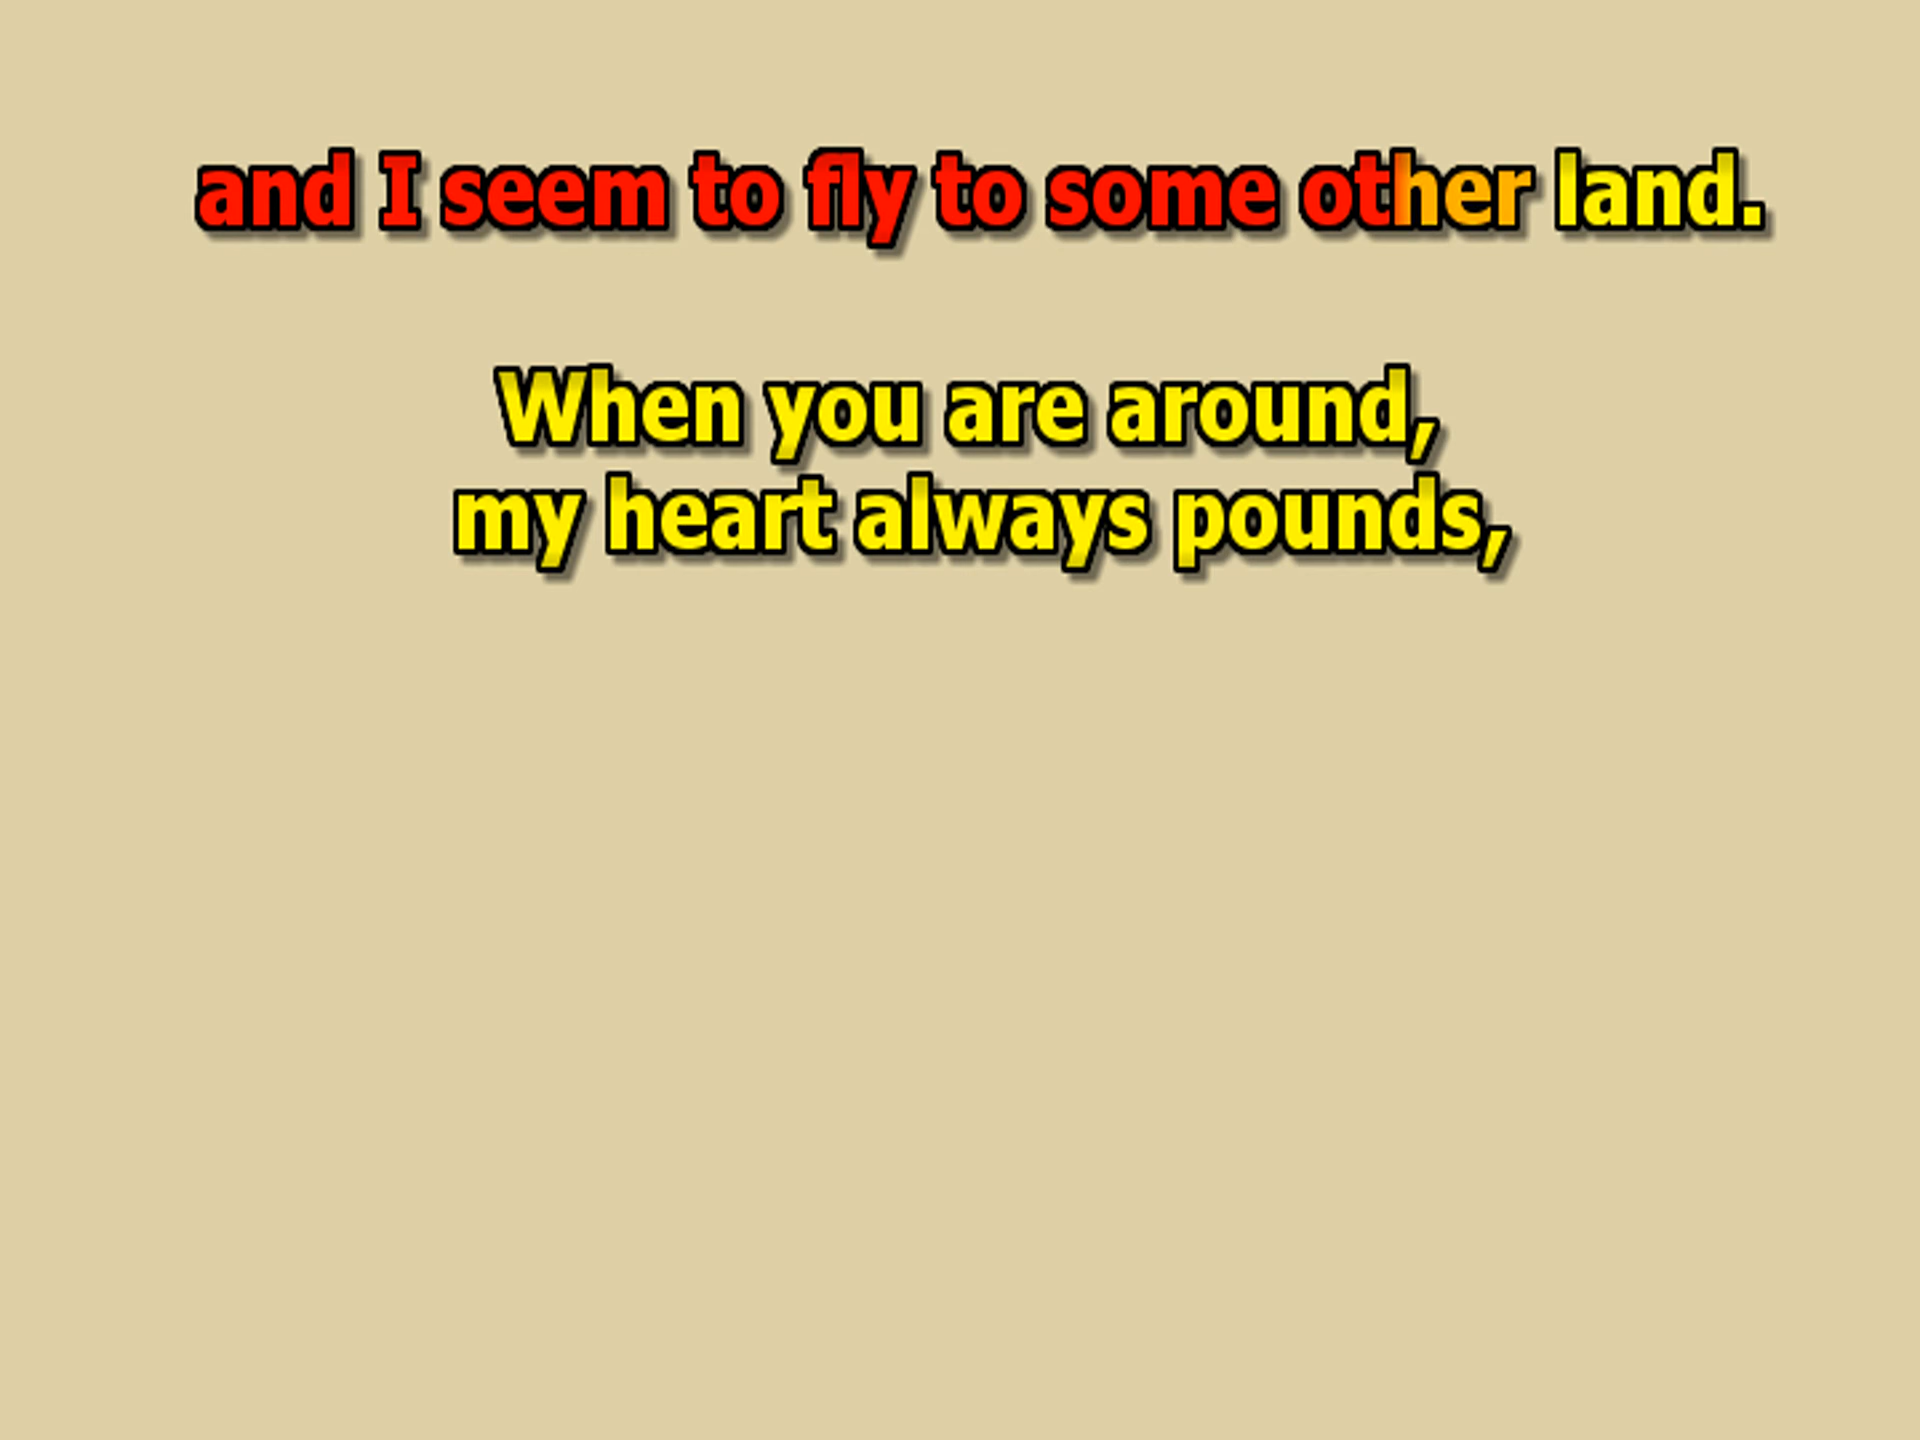 and I seem to fly to some other land.
When you are around,
my heart always pounds,